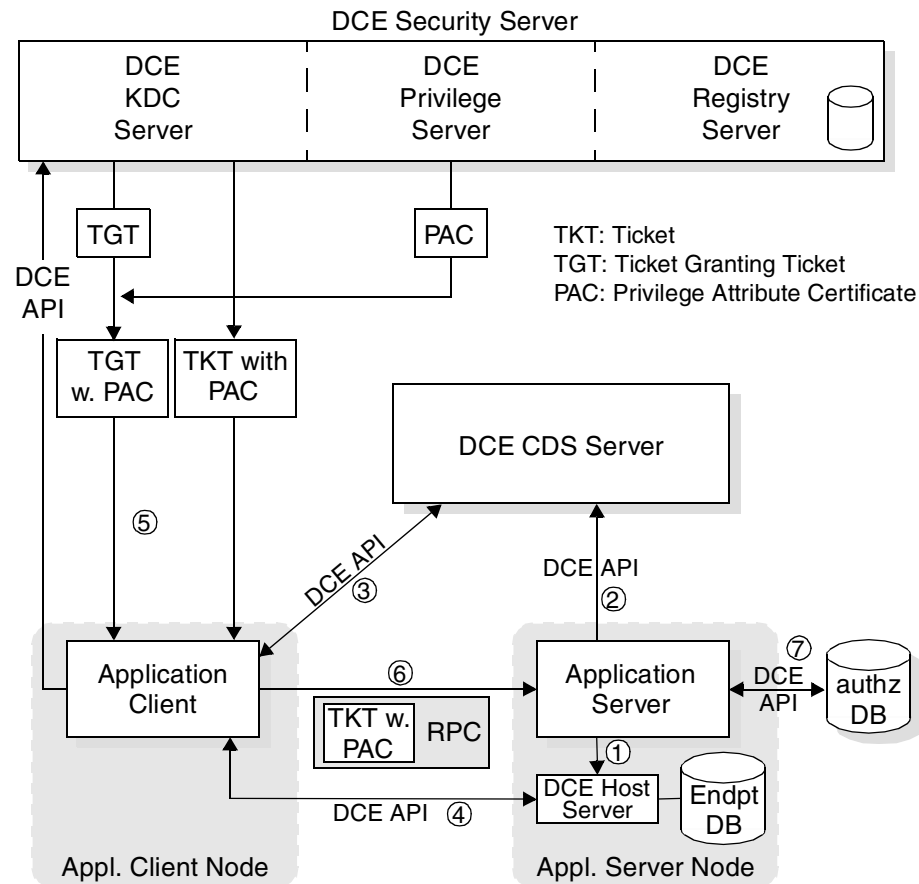 DCE Security Server
DCE
KDC
Server
DCE
Privilege
Server
DCE
Registry
Server
TGT
PAC
DCE
API
TKT: Ticket
TGT: Ticket Granting Ticket
PAC: Privilege Attribute Certificate
TGT
w. PAC
TKT with
PAC
DCE CDS Server
⑤
DCE API
③
DCE API
②
Application
Client
⑥
TKT w.
PAC
RPC
Application
Server
⑦
DCE
API
authz
DB
①
DCE Host
Server
Endpt
DB
DCE API ④
Appl. Client Node
Appl. Server Node